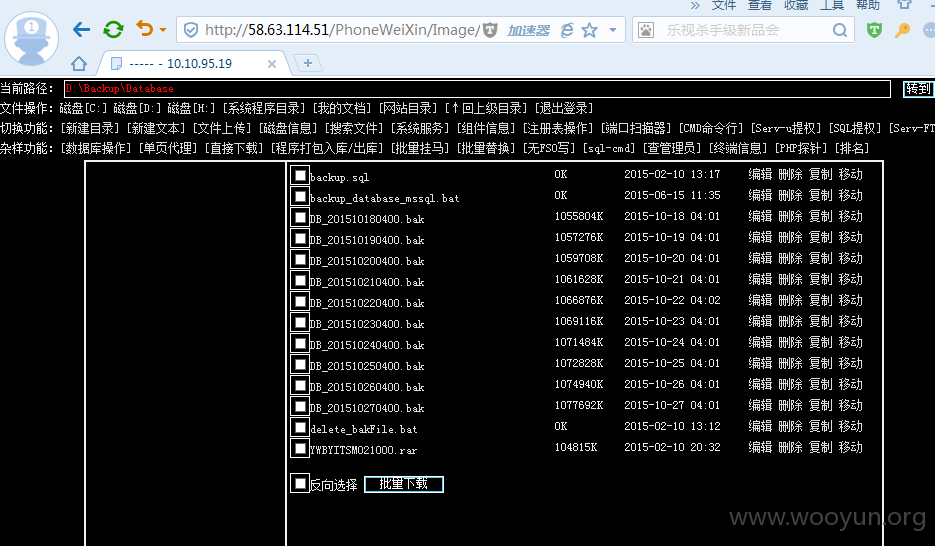 » 文件 查看 收藏 工具 帮助
http://58.63.114.51/PhoneWeiXin/Image/ 加速器 乐视杀手级新品会
----- - 10.10.95.19
当前路径: D:\Backup\Database 转到
文件操作: 磁盘[C:] 磁盘[D:] 磁盘[H:] [系统程序目录] [我的文档] [网站目录] [↑回上级目录] [退出登录]
切换功能: [新建目录] [新建文本] [文件上传] [磁盘信息] [搜索文件] [系统服务] [组件信息] [注册表操作] [端口扫描器] [CMD命令行] [Serv-u提权] [SQL提权] [Serv-FT
杂样功能: [数据库操作] [单页代理] [直接下载] [程序打包入库/出库] [批量挂马] [批量替换] [无FSO写] [sql-cmd] [查管理员] [终端信息] [PHP探针] [排名]
backup.sql 0K 2015-02-10 13:17 编辑 删除 复制 移动
backup_database_mssql.bat 0K 2015-06-15 11:35 编辑 删除 复制 移动
DB_201510180400.bak 1055804K 2015-10-18 04:01 编辑 删除 复制 移动
DB_201510190400.bak 1057276K 2015-10-19 04:01 编辑 删除 复制 移动
DB_201510200400.bak 1059708K 2015-10-20 04:01 编辑 删除 复制 移动
DB_201510210400.bak 1061628K 2015-10-21 04:01 编辑 删除 复制 移动
DB_201510220400.bak 1066876K 2015-10-22 04:02 编辑 删除 复制 移动
DB_201510230400.bak 1069116K 2015-10-23 04:01 编辑 删除 复制 移动
DB_201510240400.bak 1071484K 2015-10-24 04:01 编辑 删除 复制 移动
DB_201510250400.bak 1072828K 2015-10-25 04:01 编辑 删除 复制 移动
DB_201510260400.bak 1074940K 2015-10-26 04:01 编辑 删除 复制 移动
DB_201510270400.bak 1077692K 2015-10-27 04:01 编辑 删除 复制 移动
delete_bakFile.bat 0K 2015-02-10 13:12 编辑 删除 复制 移动
YWBYITSM021000.rar 104815K 2015-02-10 20:32 编辑 删除 复制 移动
反向选择 批量下载
www.wooyun.org